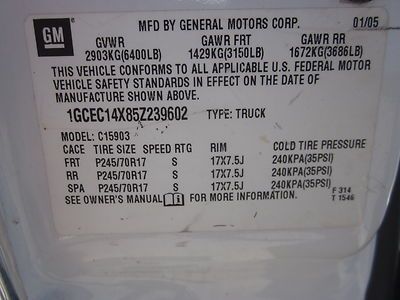 GM
MFD BY GENERAL MOTORS CORP. 01/05
GVWR GAWR FRT GAWR RR
2903KG(6400LB) 1429KG(3150LB) 1672KG(3686LB)
THIS VEHICLE CONFORMS TO ALL APPLICABLE U.S. FEDERAL MOTOR
VEHICLE SAFETY STANDARDS IN EFFECT ON THE DATE OF
MANUFACTURE SHOWN ABOVE.
1GCEC14X85Z239602 TYPE: TRUCK
MODEL: C15903
CACE TIRE SIZE SPEED RTG RIM COLD TIRE PRESSURE
FRT P245/70R17 S 17X7.5J 240KPA(35PSI)
RR P245/70R17 S 17X7.5J 240KPA(35PSI)
SPA P245/70R17 S 17X7.5J 240KPA(35PSI)
SEE OWNER'S MANUAL FOR MORE INFORMATION. F 314
T 1546